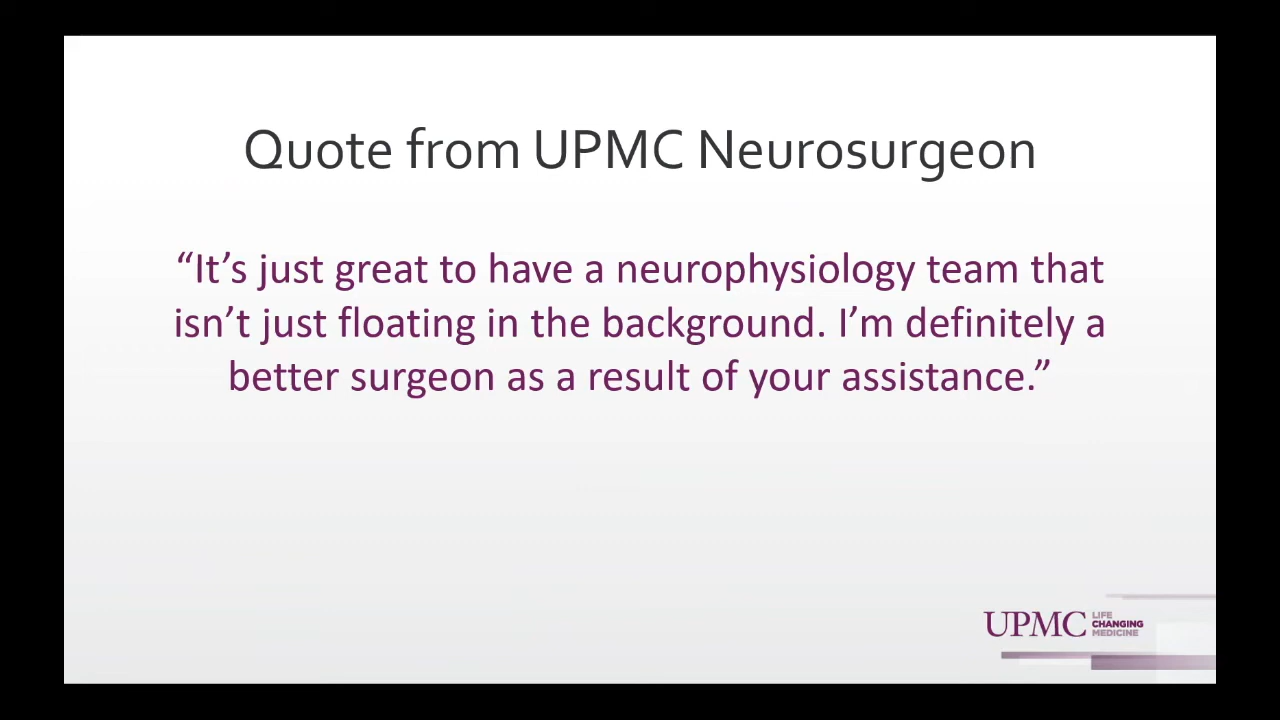 Quote from UPMC Neurosurgeon
“It’s just great to have a neurophysiology team that
isn’t just floating in the background. I’m definitely a
better surgeon as a result of your assistance.”
UPMC
LIFE
CHANGING
MEDICINE